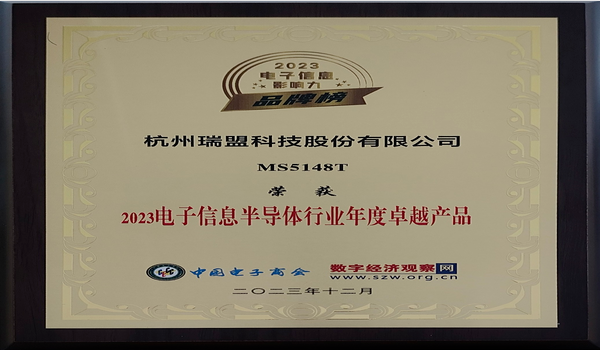 2023
电子信息
影响力
品牌榜
杭州瑞盟科技股份有限公司
MS5148T
荣获
2023电子信息半导体行业年度卓越产品
中国电子商会
数字经济观察网
www.szw.org.cn
二〇二三年十二月